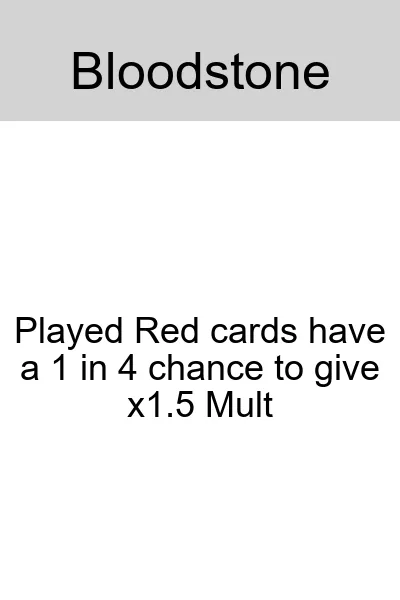 Bloodstone
Played Red cards have
a 1 in 4 chance to give
x1.5 Mult